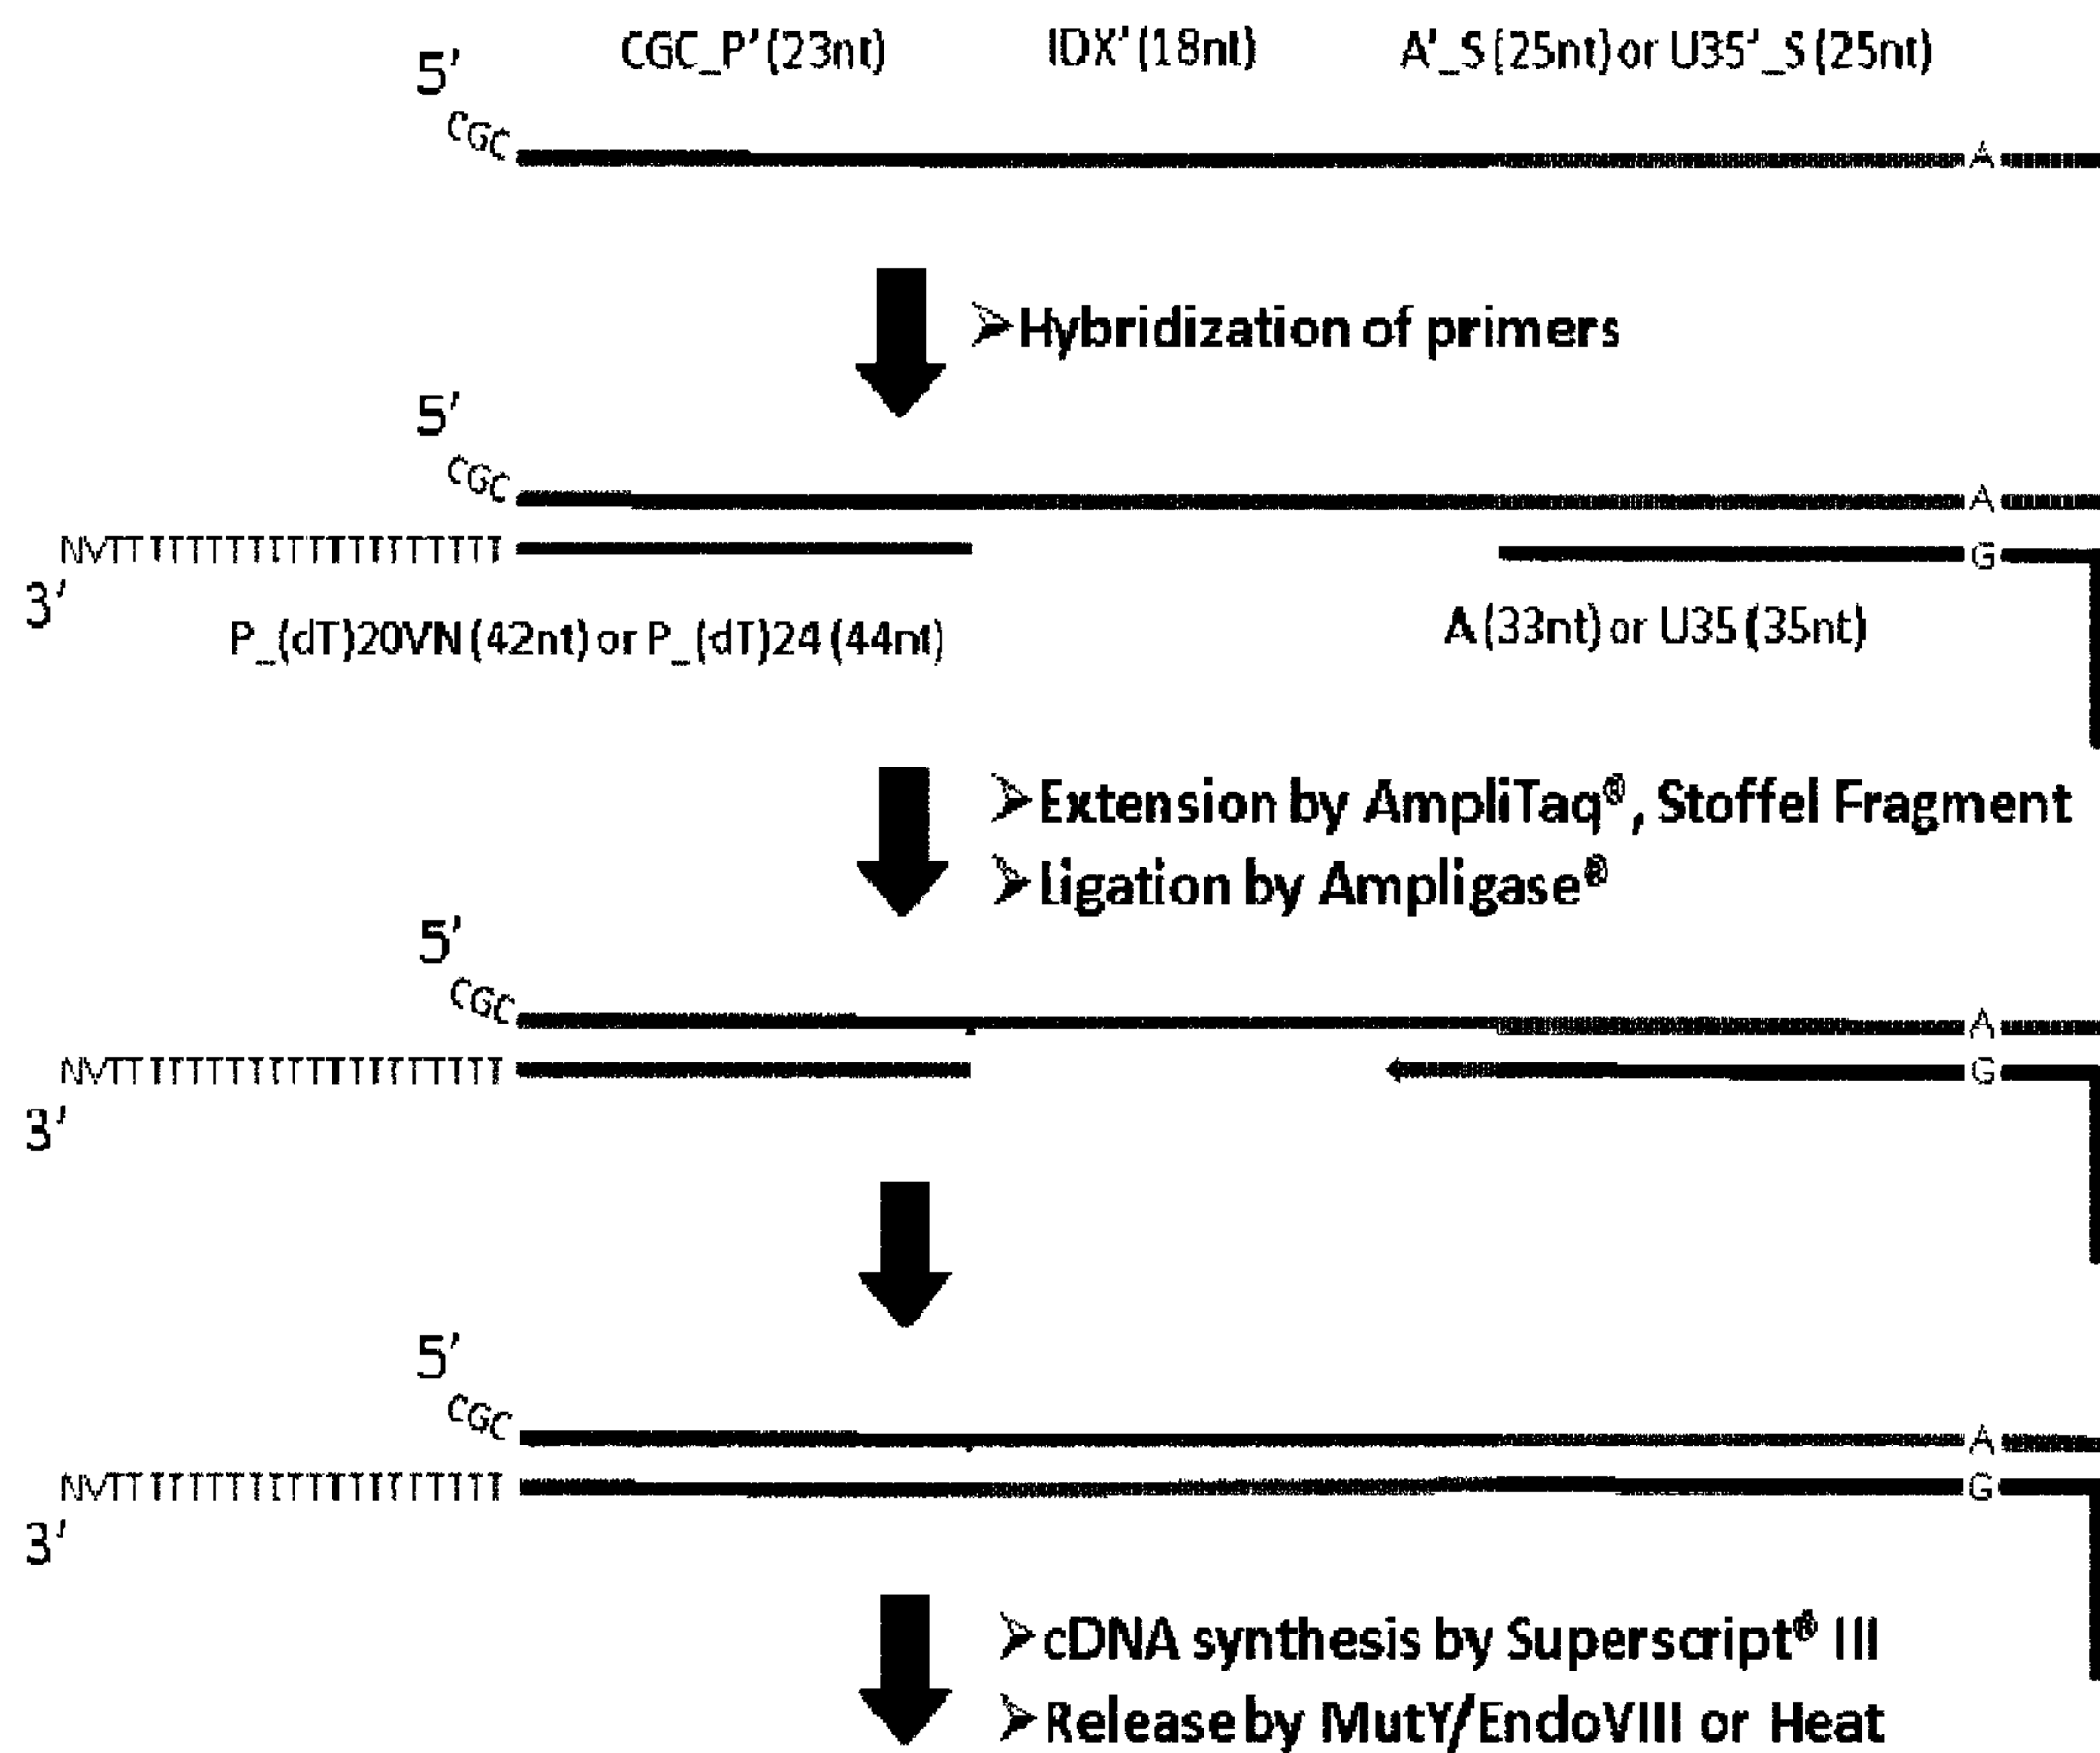 5' CGC_P' (23nt) IDX' (18nt) A'_S (25nt) or U35'_S (25nt)
CGC A
➢Hybridization of primers
5'
CGC A
NVTTTTTTTTTTTTTTTTTTTT G
3'
P_(dT)20VN (42nt) or P_(dT)24 (44nt) A (33nt) or U35 (35nt)
➢Extension by AmpliTaq®, Stoffel Fragment
➢Ligation by Ampligase®
5'
CGC A
NVTTTTTTTTTTTTTTTTTTTT G
3'
5'
CGC A
NVTTTTTTTTTTTTTTTTTTTT G
3'
➢cDNA synthesis by Superscript® III
➢Release by MutY/EndoVIII or Heat